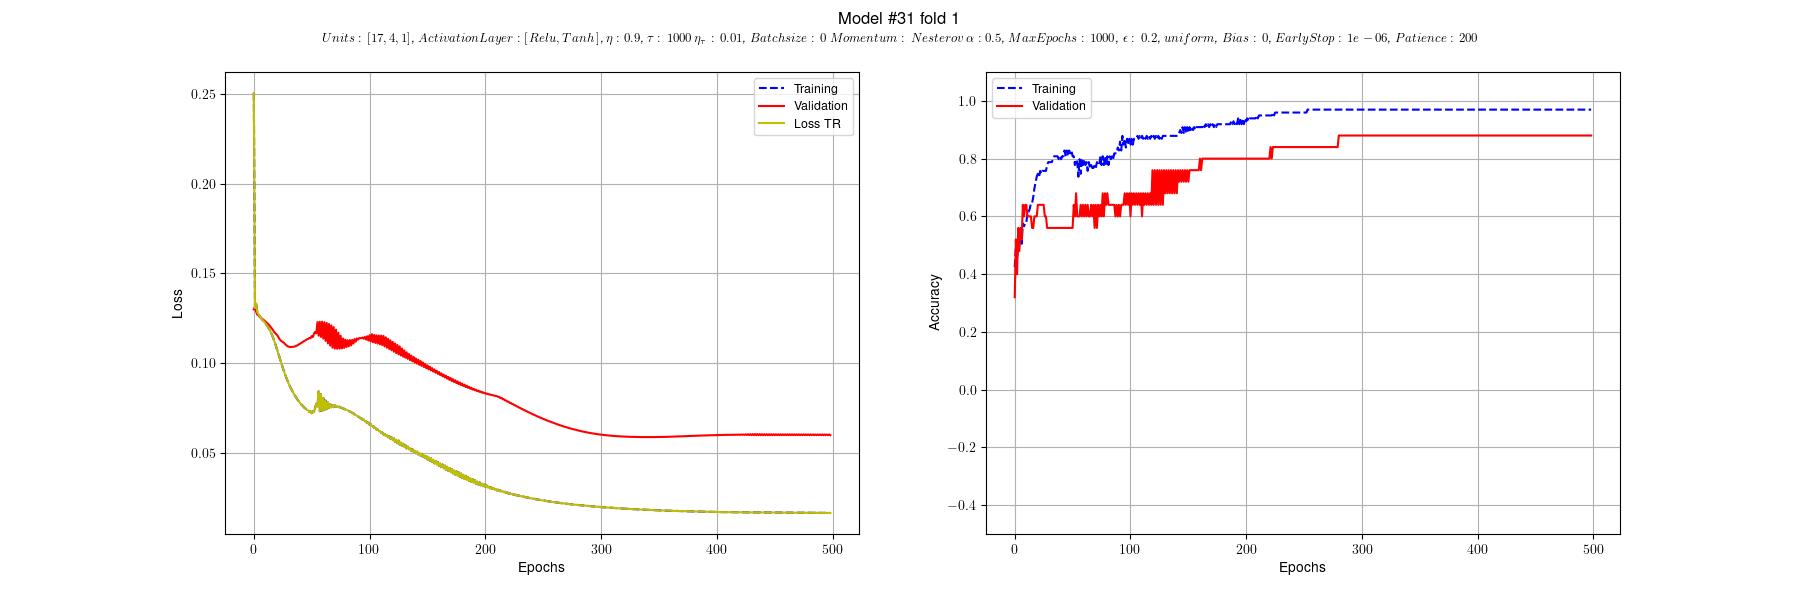 Model #31 fold 1
Units : [17, 4, 1], ActivationLayer : [Relu, Tanh], η : 0.9, τ : 1000 ητ : 0.01, Batchsize : 0 Momentum : Nesterov α : 0.5, MaxEpochs : 1000, ϵ : 0.2, uniform, Bias : 0, EarlyStop : 1e − 06, Patience : 200
Training
Validation
Loss TR
0.25
0.20
0.15
0.10
0.05
Loss
0 100 200 300 400 500
Epochs
Training
Validation
1.0
0.8
0.6
0.4
0.2
0.0
−0.2
−0.4
Accuracy
0 100 200 300 400 500
Epochs